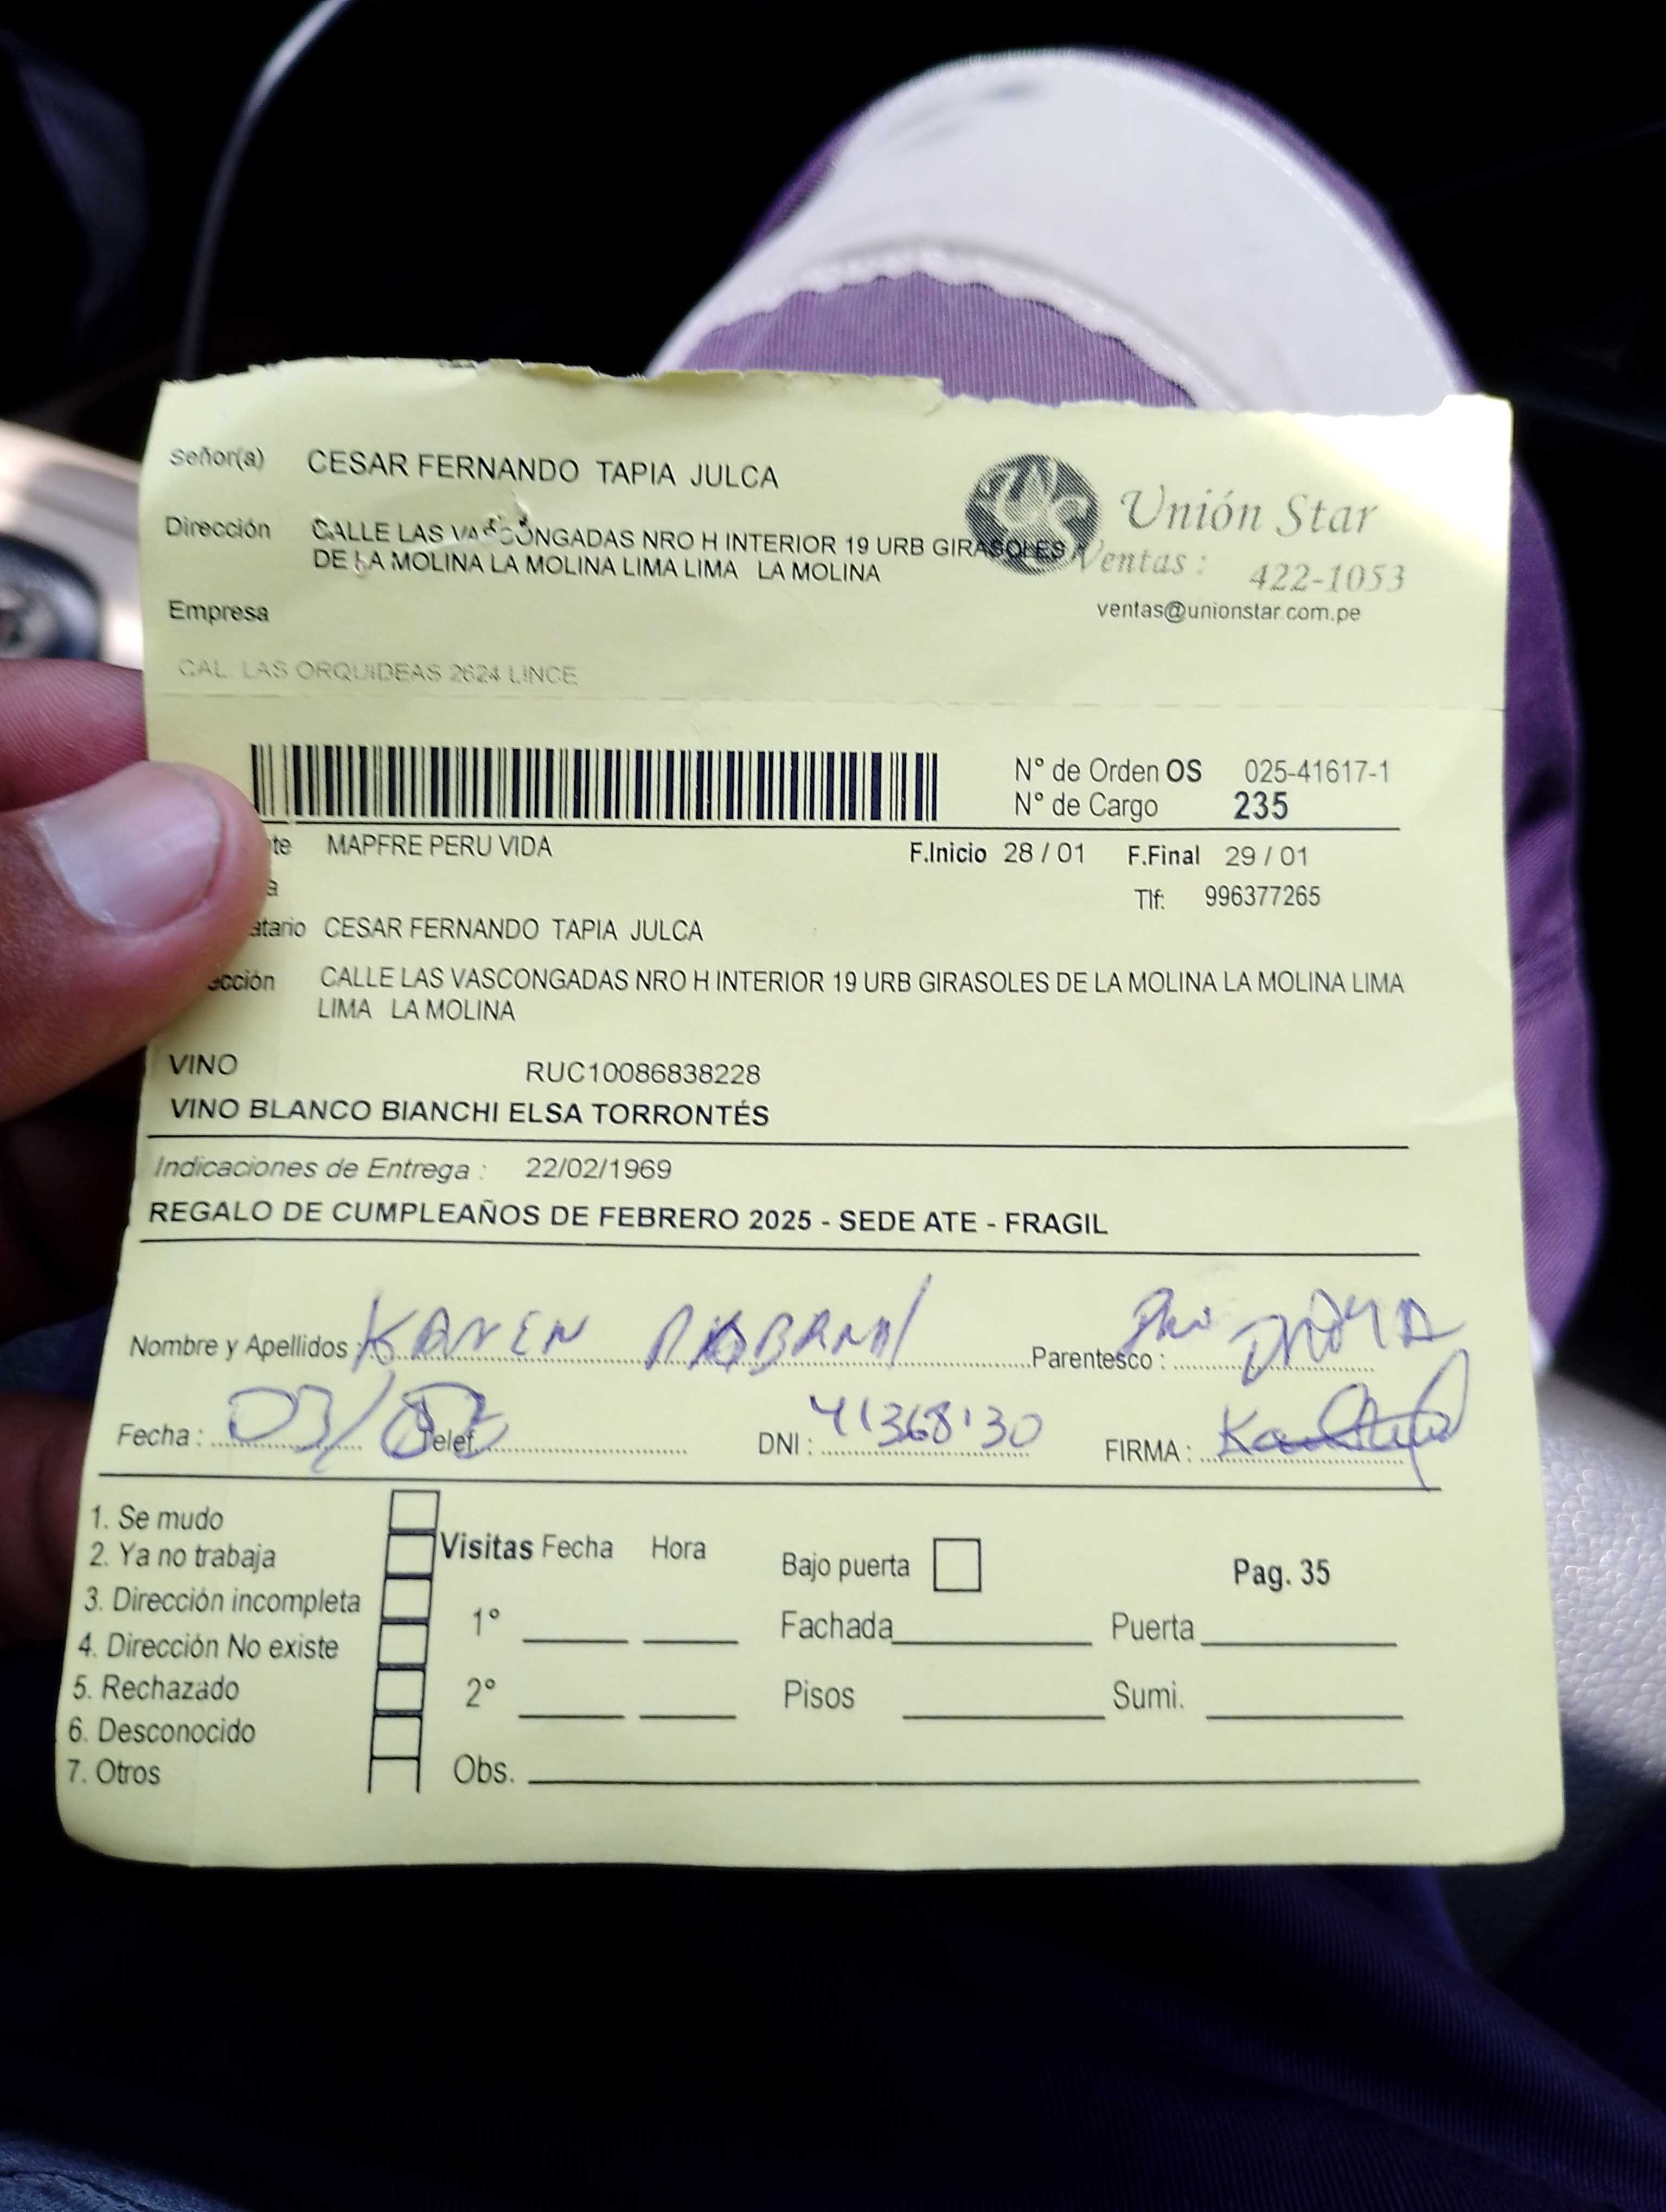 Señor(a) CESAR FERNANDO TAPIA JULCA
Unión Star
Dirección CALLE LAS VASCONGADAS NRO H INTERIOR 19 URB GIRASOLES
DE LA MOLINA LA MOLINA LIMA LIMA LA MOLINA
Ventas : 422-1053
Empresa
ventas@unionstar.com.pe
CAL. LAS ORQUIDEAS 2624 LINCE
N° de Orden OS 025-41617-1
N° de Cargo 235
te MAPFRE PERU VIDA F.Inicio 28 / 01 F.Final 29 / 01
a Tlf: 996377265
atario CESAR FERNANDO TAPIA JULCA
ección CALLE LAS VASCONGADAS NRO H INTERIOR 19 URB GIRASOLES DE LA MOLINA LA MOLINA LIMA
LIMA LA MOLINA
VINO RUC10086838228
VINO BLANCO BIANCHI ELSA TORRONTÉS
Indicaciones de Entrega : 22/02/1969
REGALO DE CUMPLEAÑOS DE FEBRERO 2025 - SEDE ATE - FRAGIL
Nombre y Apellidos : KAREN Parentesco :
Fecha : 03/02 Telef. DNI : 41368130 FIRMA :
1. Se mudo
2. Ya no trabaja
3. Dirección incompleta
4. Dirección No existe
5. Rechazado
6. Desconocido
7. Otros
Visitas Fecha Hora Bajo puerta Pag. 35
1° Fachada Puerta
2° Pisos Sumi.
Obs.